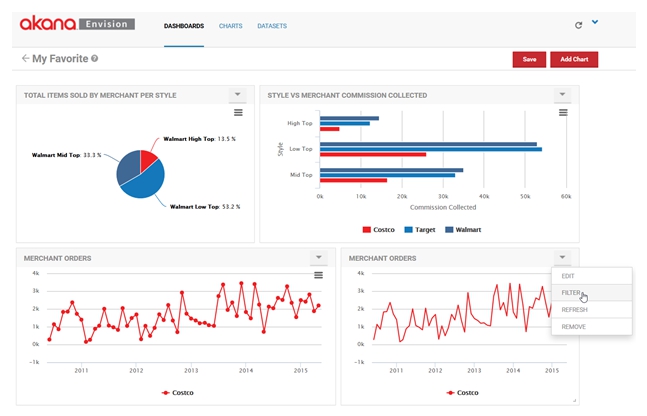 akana Envision
DASHBOARDS CHARTS DATASETS
My Favorite
Save Add Chart
TOTAL ITEMS SOLD BY MERCHANT PER STYLE
Walmart High Top: 13.5 %
Walmart Mid Top: 33.3 %
Walmart Low Top: 53.2 %
STYLE VS MERCHANT COMMISSION COLLECTED
Style
High Top
Low Top
Mid Top
0k 10k 20k 30k 40k 50k 60k
Commission Collected
Costco Target Walmart
MERCHANT ORDERS
4k
3k
2k
1k
0k
-1k
2011 2012 2013 2014 2015
Costco
MERCHANT ORDERS
4k
3k
2k
1k
0k
-1k
2011 2012 2013 2014 2015
Costco
EDIT
FILTER
REFRESH
REMOVE